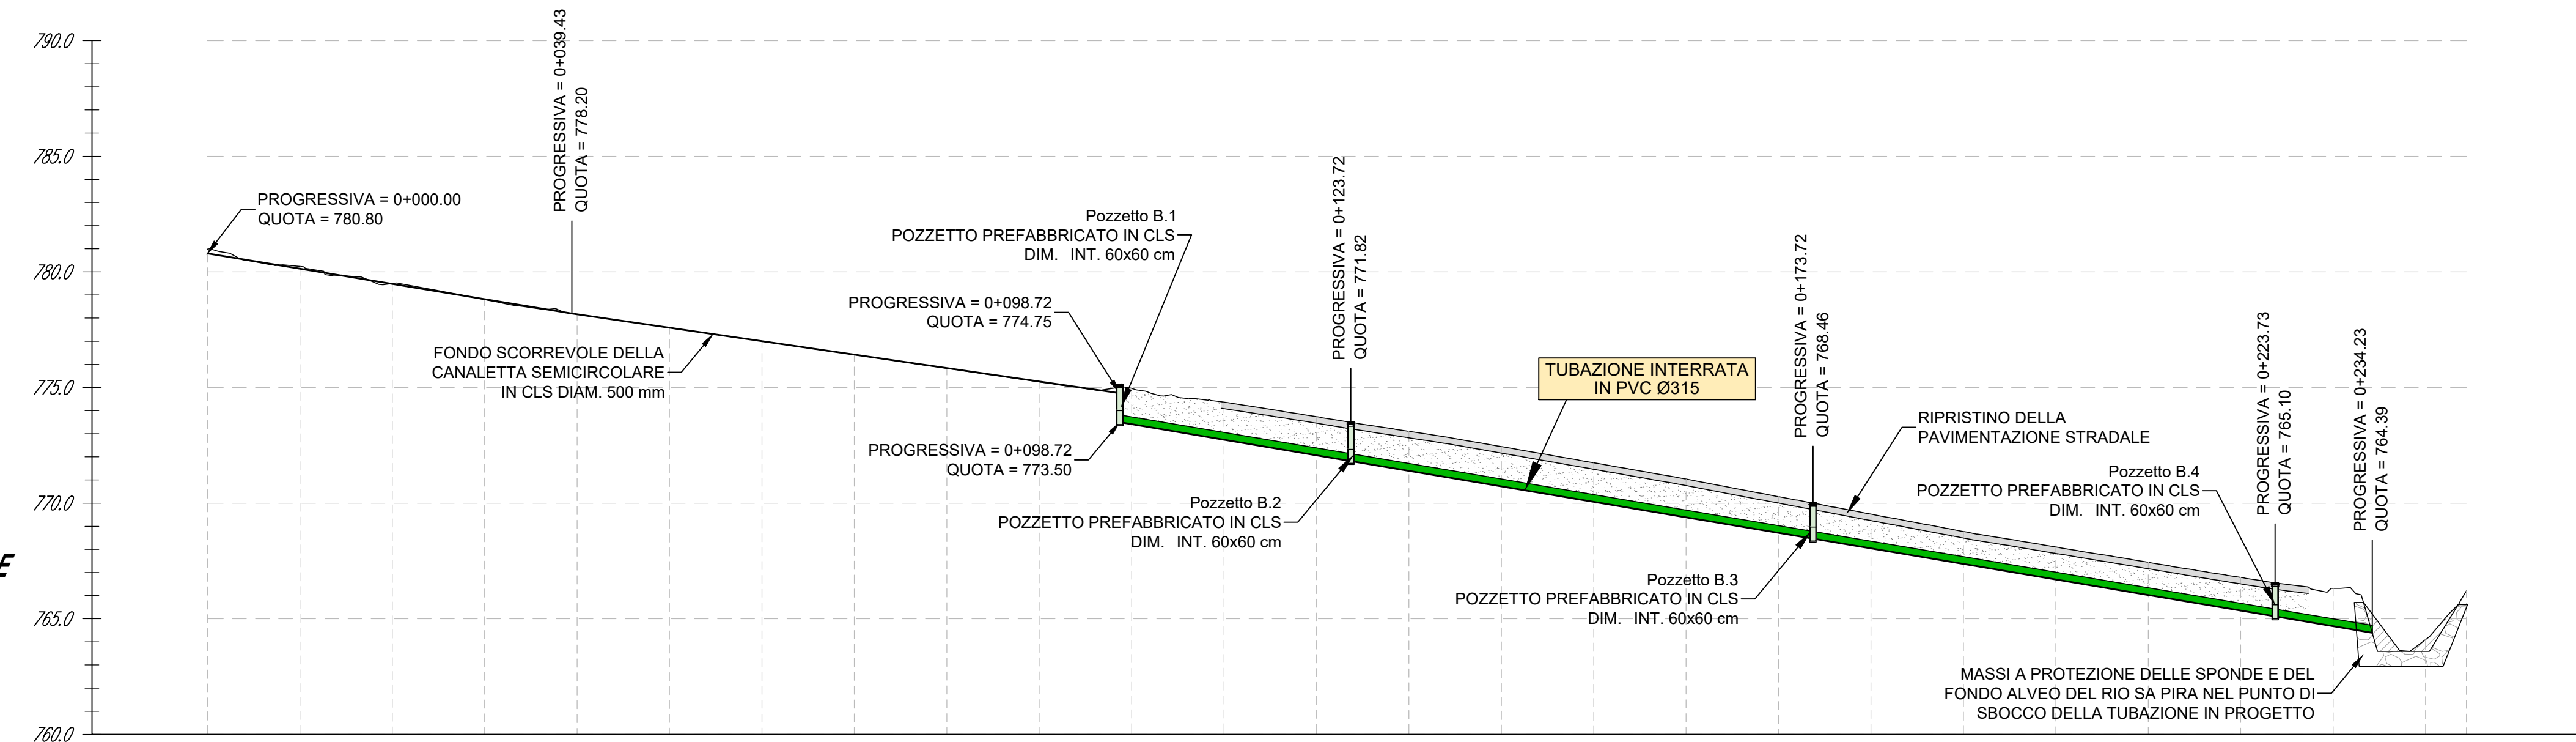 790.0
785.0
780.0
775.0
770.0
765.0
760.0
E
PROGRESSIVA = 0+000.00
QUOTA = 780.80
PROGRESSIVA = 0+039.43
QUOTA = 778.20
FONDO SCORREVOLE DELLA
CANALETTA SEMICIRCOLARE
IN CLS DIAM. 500 mm
Pozzetto B.1
POZZETTO PREFABBRICATO IN CLS
DIM. INT. 60x60 cm
PROGRESSIVA = 0+098.72
QUOTA = 774.75
PROGRESSIVA = 0+098.72
QUOTA = 773.50
PROGRESSIVA = 0+123.72
QUOTA = 771.82
Pozzetto B.2
POZZETTO PREFABBRICATO IN CLS
DIM. INT. 60x60 cm
TUBAZIONE INTERRATA
IN PVC Ø315
PROGRESSIVA = 0+173.72
QUOTA = 768.46
Pozzetto B.3
POZZETTO PREFABBRICATO IN CLS
DIM. INT. 60x60 cm
RIPRISTINO DELLA
PAVIMENTAZIONE STRADALE
Pozzetto B.4
POZZETTO PREFABBRICATO IN CLS
DIM. INT. 60x60 cm
PROGRESSIVA = 0+223.73
QUOTA = 765.10
PROGRESSIVA = 0+234.23
QUOTA = 764.39
MASSI A PROTEZIONE DELLE SPONDE E DEL
FONDO ALVEO DEL RIO SA PIRA NEL PUNTO DI
SBOCCO DELLA TUBAZIONE IN PROGETTO